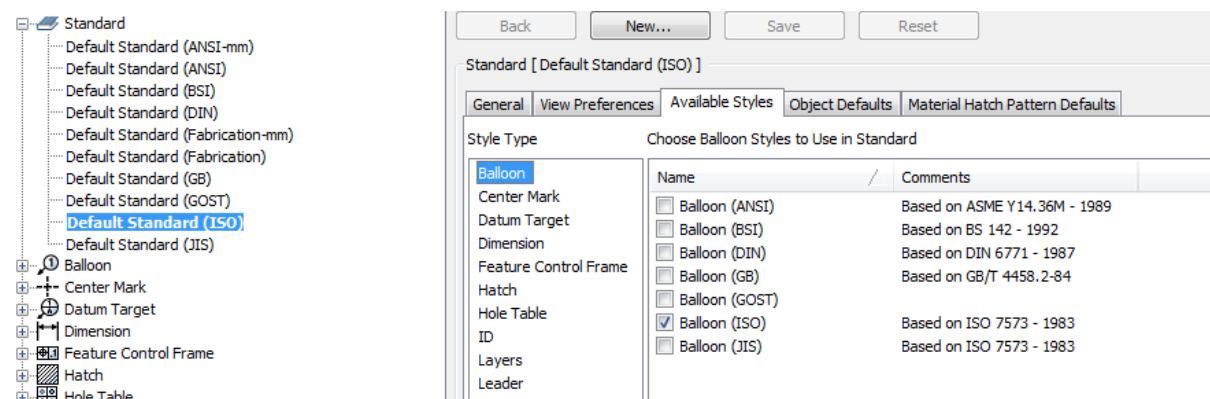 Standard
Default Standard (ANSI-mm)
Default Standard (ANSI)
Default Standard (BSI)
Default Standard (DIN)
Default Standard (Fabrication-mm)
Default Standard (Fabrication)
Default Standard (GB)
Default Standard (GOST)
Default Standard (ISO)
Default Standard (JIS)
Balloon
Center Mark
Datum Target
Dimension
Feature Control Frame
Hatch
Hole Table
Back New... Save Reset
Standard [ Default Standard (ISO) ]
General View Preferences Available Styles Object Defaults Material Hatch Pattern Defaults
Style Type
Balloon
Center Mark
Datum Target
Dimension
Feature Control Frame
Hatch
Hole Table
ID
Layers
Leader
Choose Balloon Styles to Use in Standard
Name Comments
Balloon (ANSI) Based on ASME Y14.36M - 1989
Balloon (BSI) Based on BS 142 - 1992
Balloon (DIN) Based on DIN 6771 - 1987
Balloon (GB) Based on GB/T 4458.2-84
Balloon (GOST)
Balloon (ISO) Based on ISO 7573 - 1983
Balloon (JIS) Based on ISO 7573 - 1983